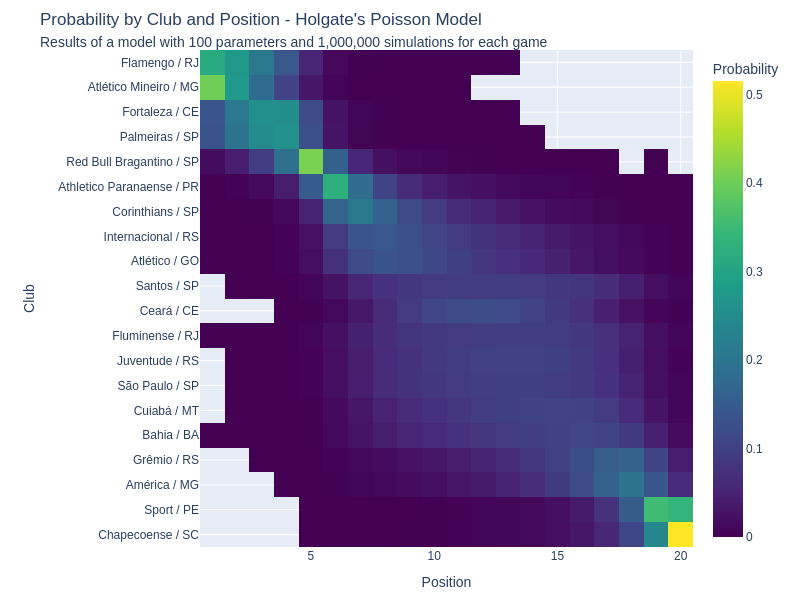 Probability by Club and Position - Holgate's Poisson Model
Results of a model with 100 parameters and 1,000,000 simulations for each game
Probability
Flamengo / RJ
Atlético Mineiro / MG
Fortaleza / CE
Palmeiras / SP
Red Bull Bragantino / SP
Athletico Paranaense / PR
Corinthians / SP
Internacional / RS
Atlético / GO
Santos / SP
Ceará / CE
Fluminense / RJ
Juventude / RS
São Paulo / SP
Cuiabá / MT
Bahia / BA
Grêmio / RS
América / MG
Sport / PE
Chapecoense / SC
Club
5
10
15
20
Position
0.5
0.4
0.3
0.2
0.1
0